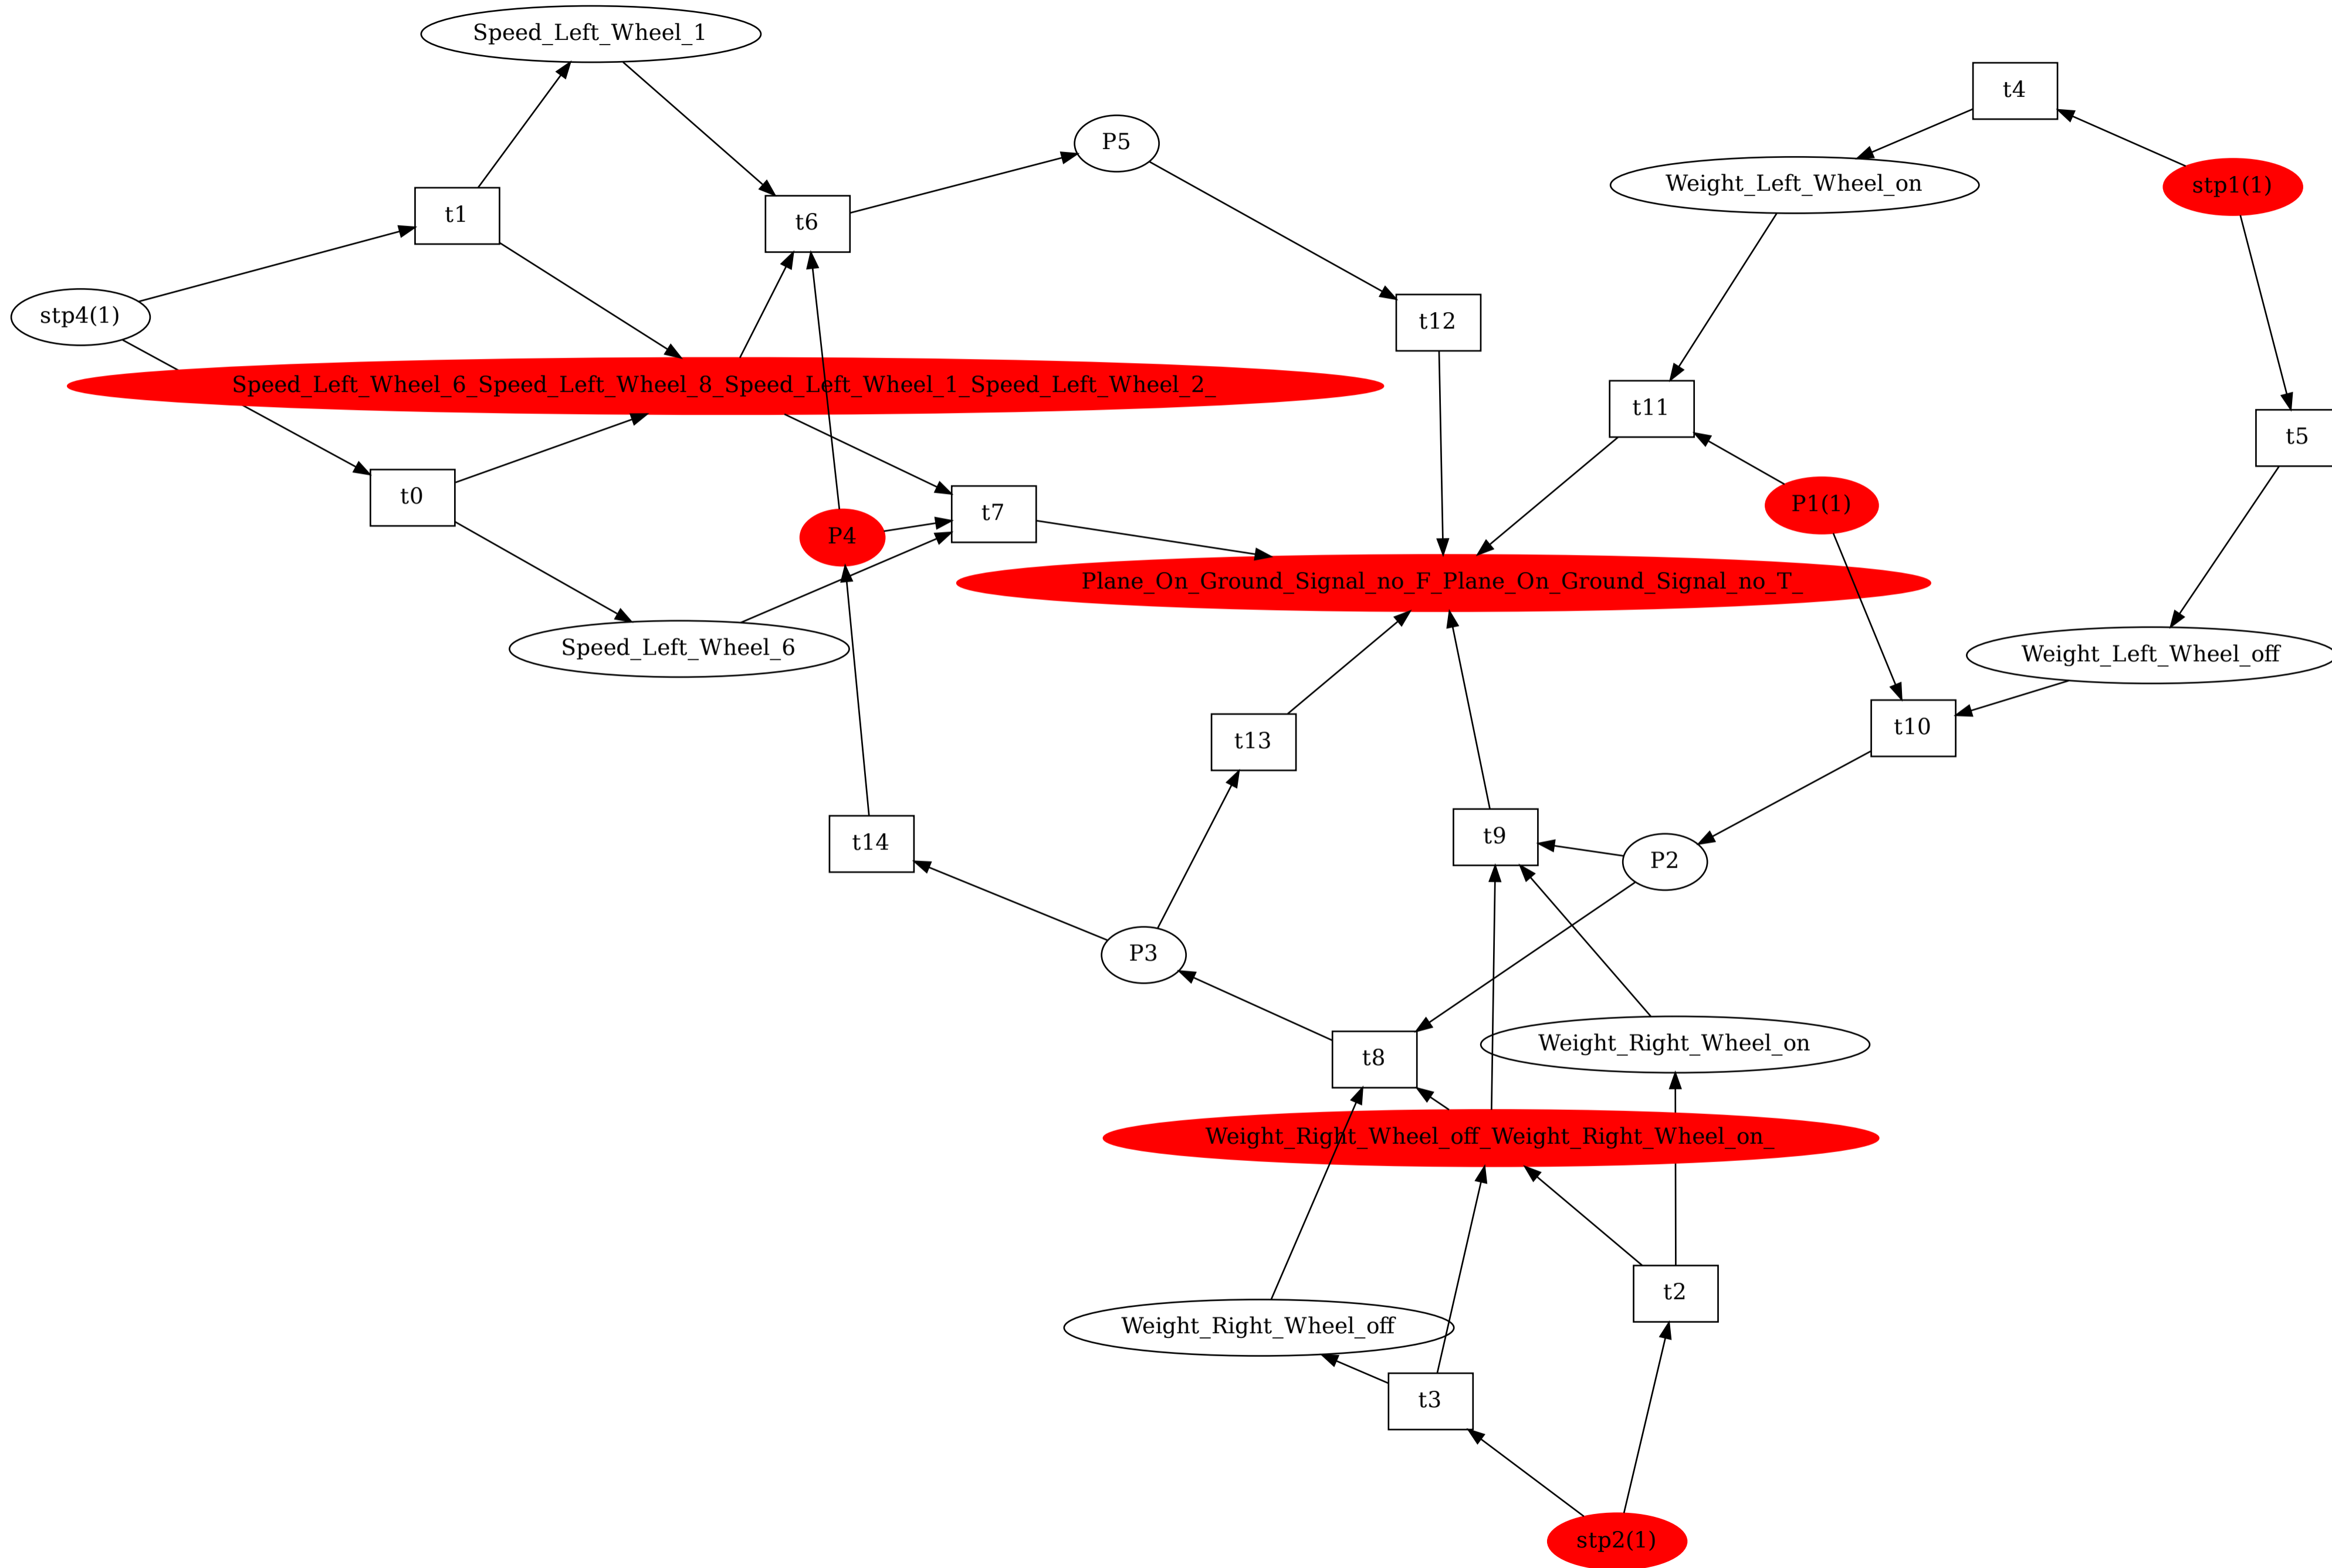 Speed_Left_Wheel_1
t4
P5
Weight_Left_Wheel_on
stp1(1)
t1
t6
stp4(1)
t12
Speed_Left_Wheel_6_Speed_Left_Wheel_8_Speed_Left_Wheel_1_Speed_Left_Wheel_2_
t11
t5
t0
P1(1)
t7
P4
Plane_On_Ground_Signal_no_F_Plane_On_Ground_Signal_no_T_
Speed_Left_Wheel_6
Weight_Left_Wheel_off
t10
t13
t9
t14
P2
P3
Weight_Right_Wheel_on
t8
Weight_Right_Wheel_off_Weight_Right_Wheel_on_
t2
Weight_Right_Wheel_off
t3
stp2(1)